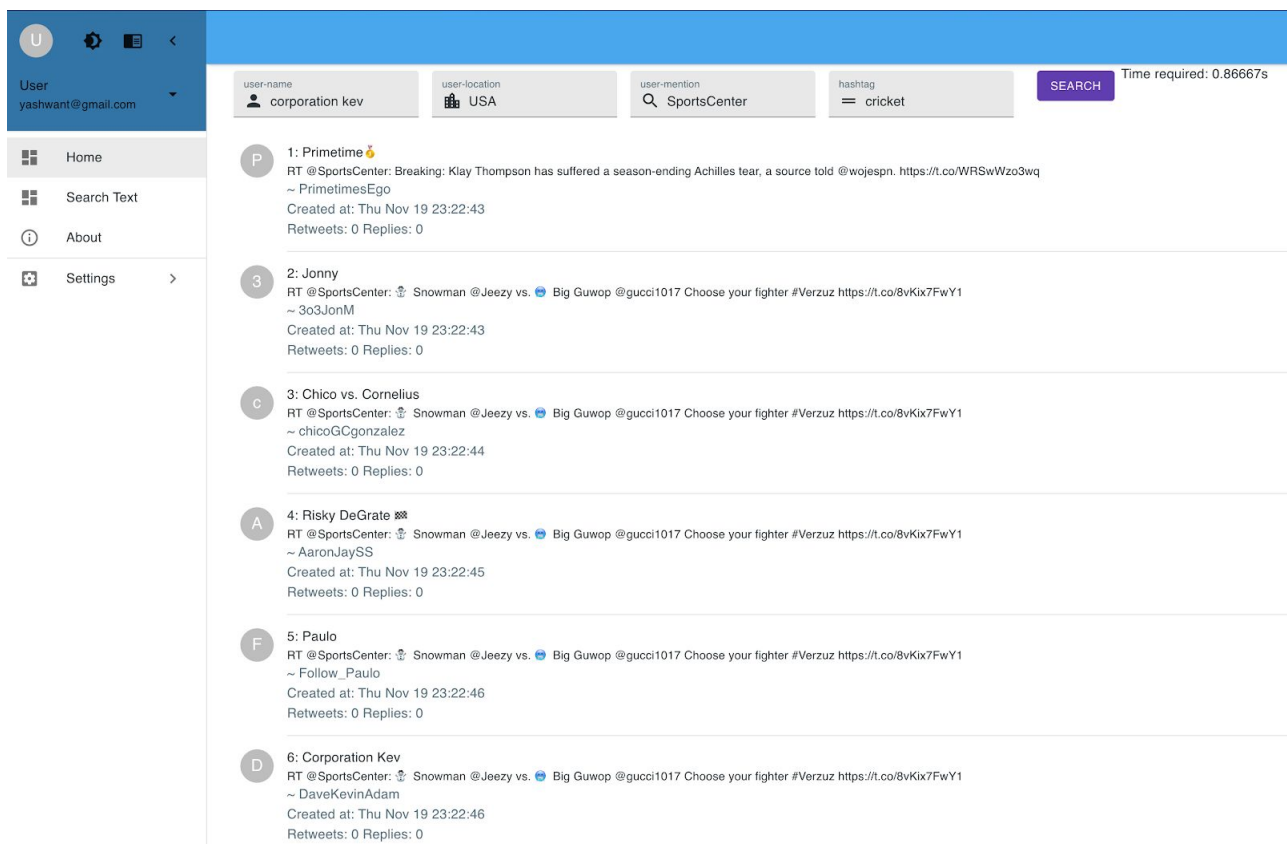 U
User
yashwant@gmail.com
Home
Search Text
About
Settings
user-name
corporation kev
user-location
USA
user-mention
SportsCenter
hashtag
cricket
SEARCH
Time required: 0.86667s
P
1: Primetime🥇
RT @SportsCenter: Breaking: Klay Thompson has suffered a season-ending Achilles tear, a source told @wojespn. https://t.co/WRSwWzo3wq
~ PrimetimesEgo
Created at: Thu Nov 19 23:22:43
Retweets: 0 Replies: 0
3
2: Jonny
RT @SportsCenter: ☃️ Snowman @Jeezy vs. 🥶 Big Guwop @gucci1017 Choose your fighter #Verzuz https://t.co/8vKix7FwY1
~ 3o3JonM
Created at: Thu Nov 19 23:22:43
Retweets: 0 Replies: 0
c
3: Chico vs. Cornelius
RT @SportsCenter: ☃️ Snowman @Jeezy vs. 🥶 Big Guwop @gucci1017 Choose your fighter #Verzuz https://t.co/8vKix7FwY1
~ chicoGCgonzalez
Created at: Thu Nov 19 23:22:44
Retweets: 0 Replies: 0
A
4: Risky DeGrate 🏁
RT @SportsCenter: ☃️ Snowman @Jeezy vs. 🥶 Big Guwop @gucci1017 Choose your fighter #Verzuz https://t.co/8vKix7FwY1
~ AaronJaySS
Created at: Thu Nov 19 23:22:45
Retweets: 0 Replies: 0
F
5: Paulo
RT @SportsCenter: ☃️ Snowman @Jeezy vs. 🥶 Big Guwop @gucci1017 Choose your fighter #Verzuz https://t.co/8vKix7FwY1
~ Follow_Paulo
Created at: Thu Nov 19 23:22:46
Retweets: 0 Replies: 0
D
6: Corporation Kev
RT @SportsCenter: ☃️ Snowman @Jeezy vs. 🥶 Big Guwop @gucci1017 Choose your fighter #Verzuz https://t.co/8vKix7FwY1
~ DaveKevinAdam
Created at: Thu Nov 19 23:22:46
Retweets: 0 Replies: 0